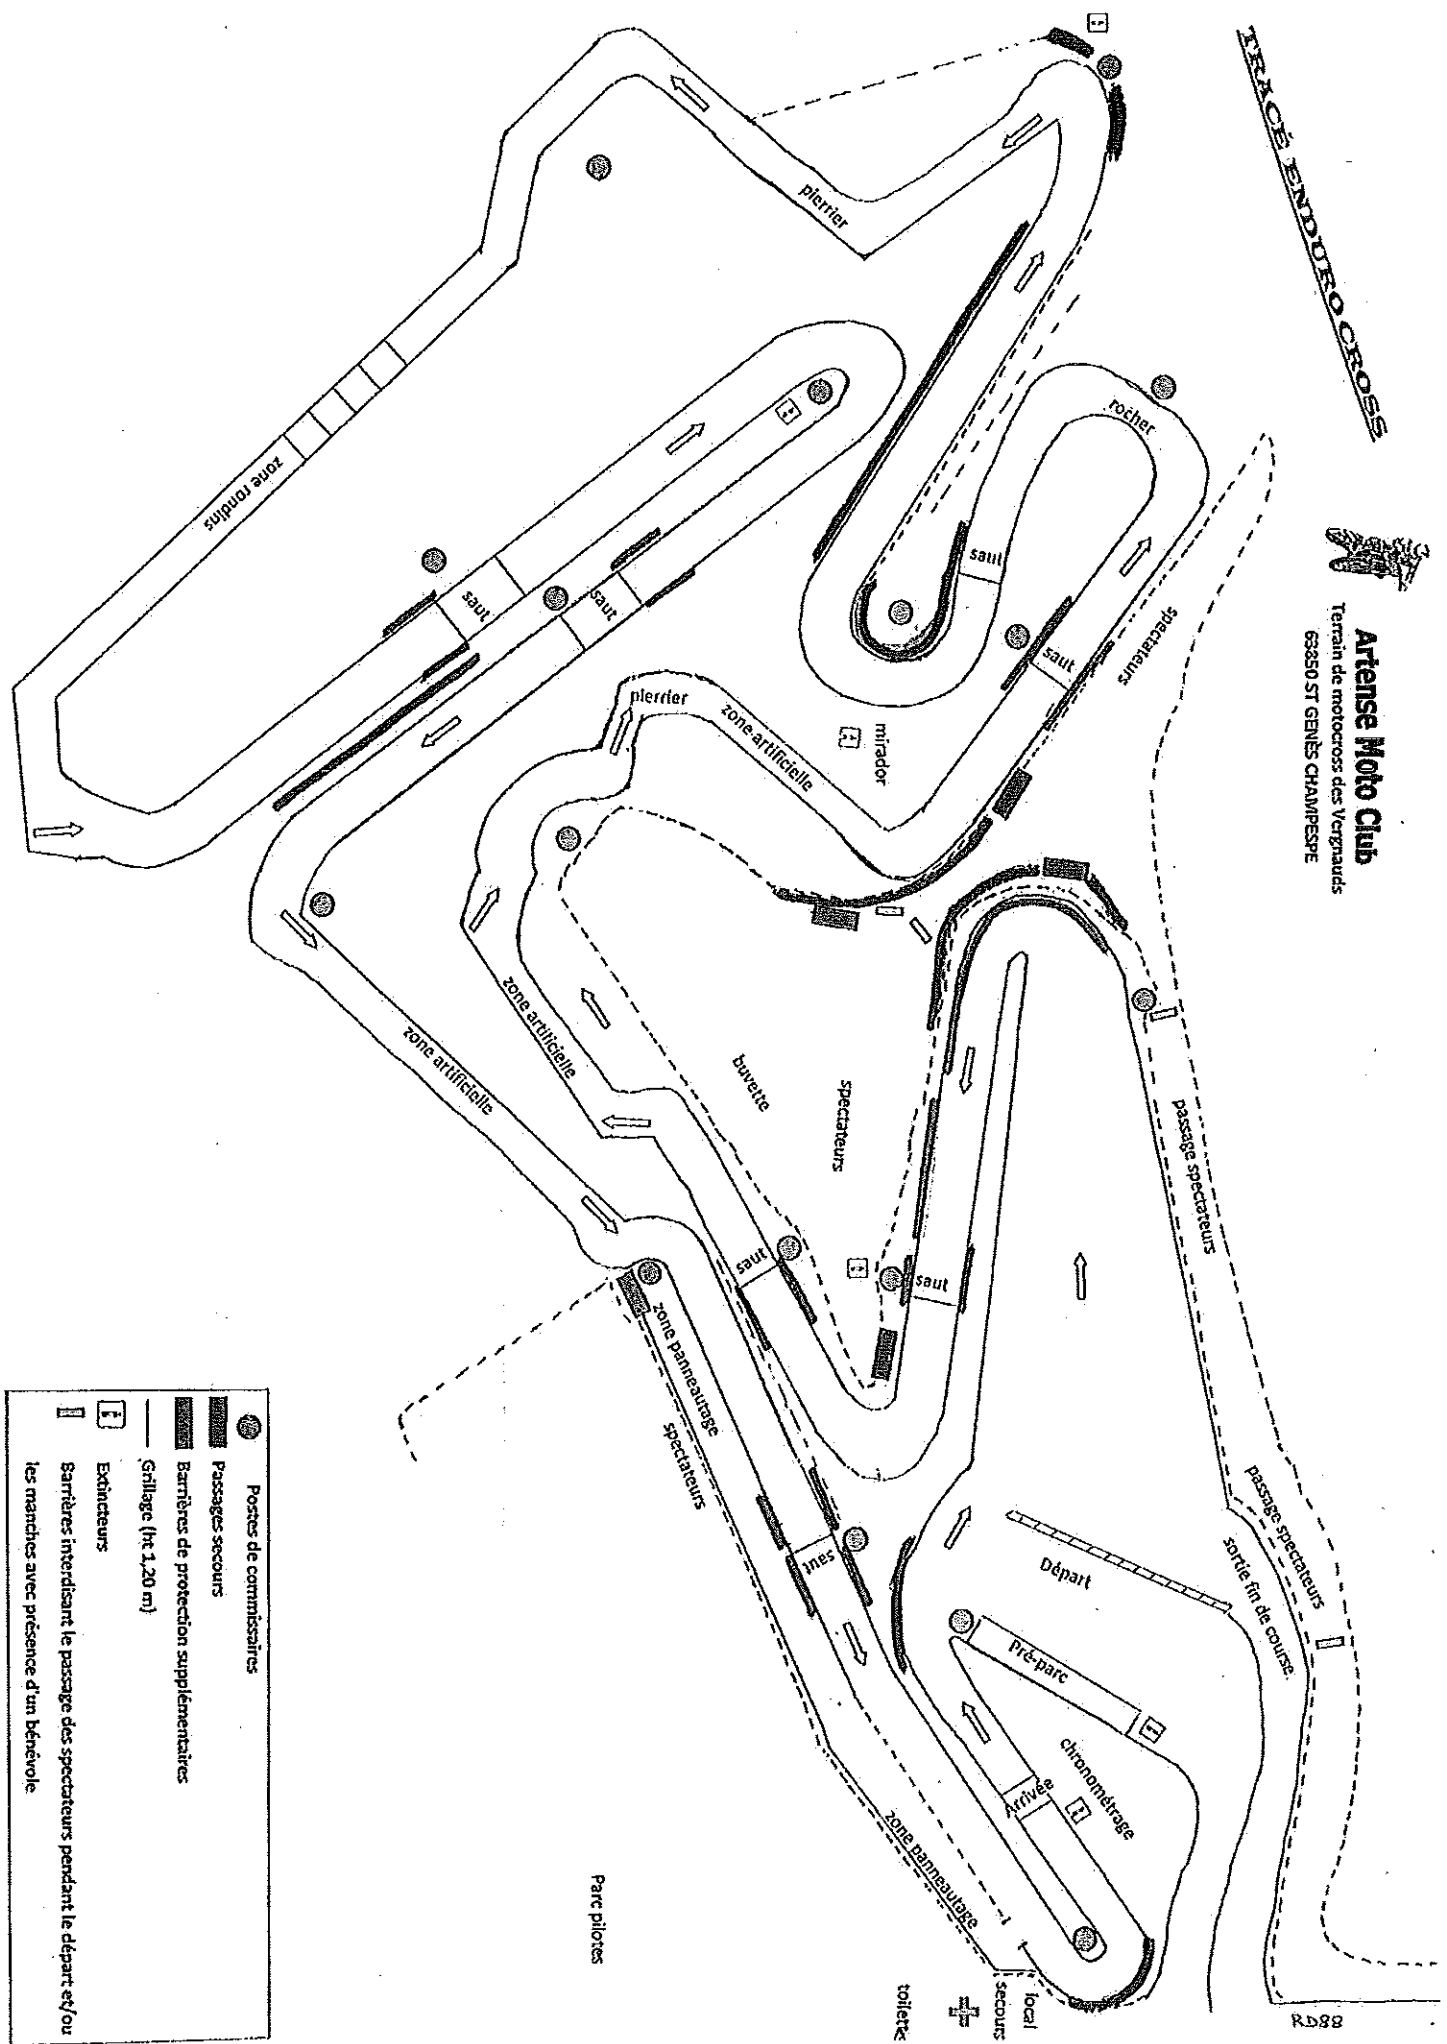 TRACÉ ENDURO CROSS
Artense Moto Club
Terrain de motocross des Vergnauds
63850 ST GENÈS CHAMPESPE
pierrier
rocher
saut
saut
spectateurs
zone rondins
saut
saut
pierrier
zone artificielle
mirador
zone artificielle
zone artificielle
buvette
spectateurs
passage spectateurs
saut
saut
zone panneautage
spectateurs
saut
passage spectateurs
sortie fin de course
Départ
Pré-parc
chronométrage
Arrivée
zone panneautage
Parc pilotes
local
secours
toilettes
RD88
Postes de commissaires
Passages secours
Barrières de protection supplémentaires
Grillage (ht 1,20 m)
Extincteurs
Barrières interdisant le passage des spectateurs pendant le départ et/ou
les manches avec présence d'un bénévole